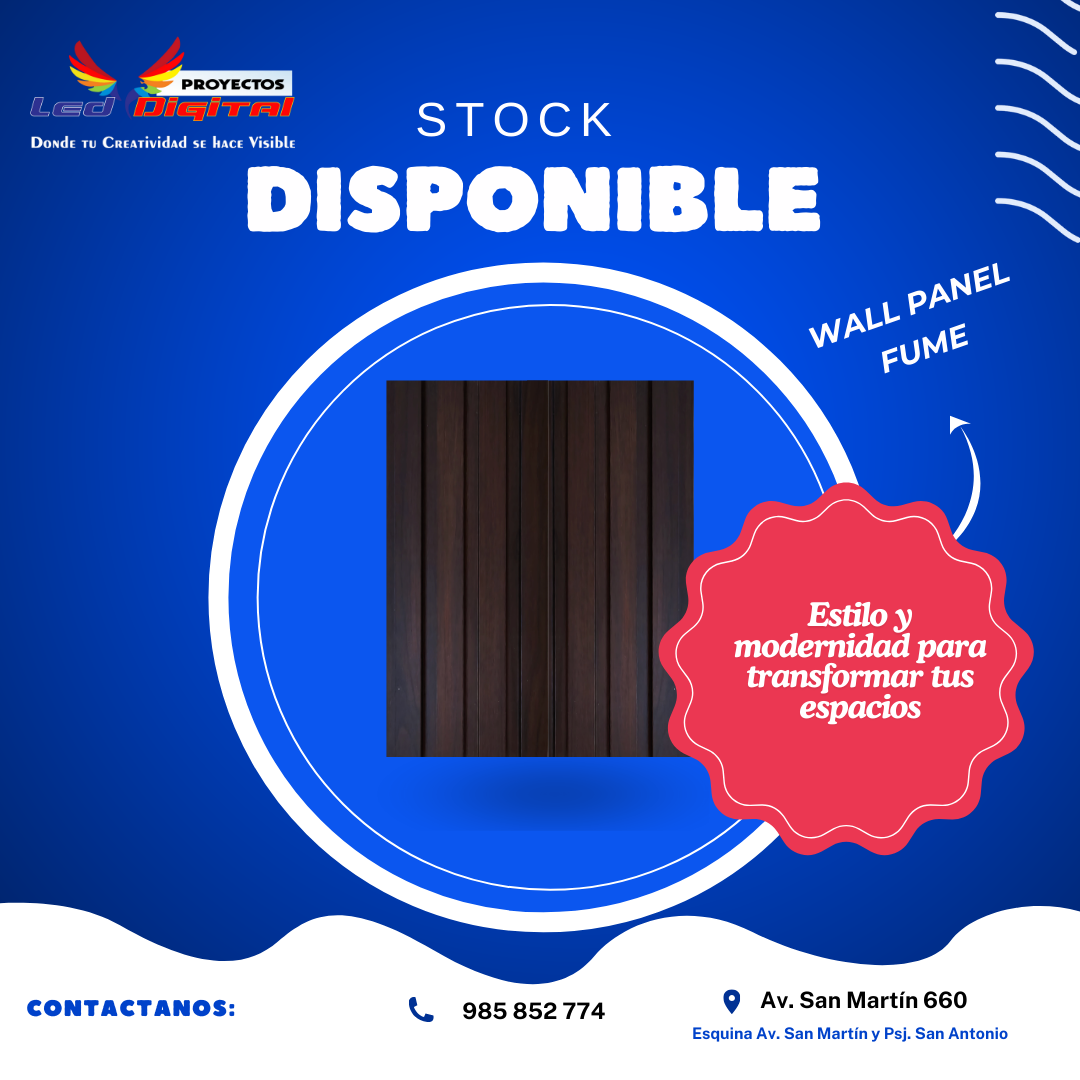 PROYECTOS
Led Digital
Donde tu Creatividad se hace Visible
STOCK
DISPONIBLE
WALL PANEL
FUME
Estilo y
modernidad para
transformar tus
espacios
CONTACTANOS:
985 852 774
Av. San Martín 660
Esquina Av. San Martín y Psj. San Antonio